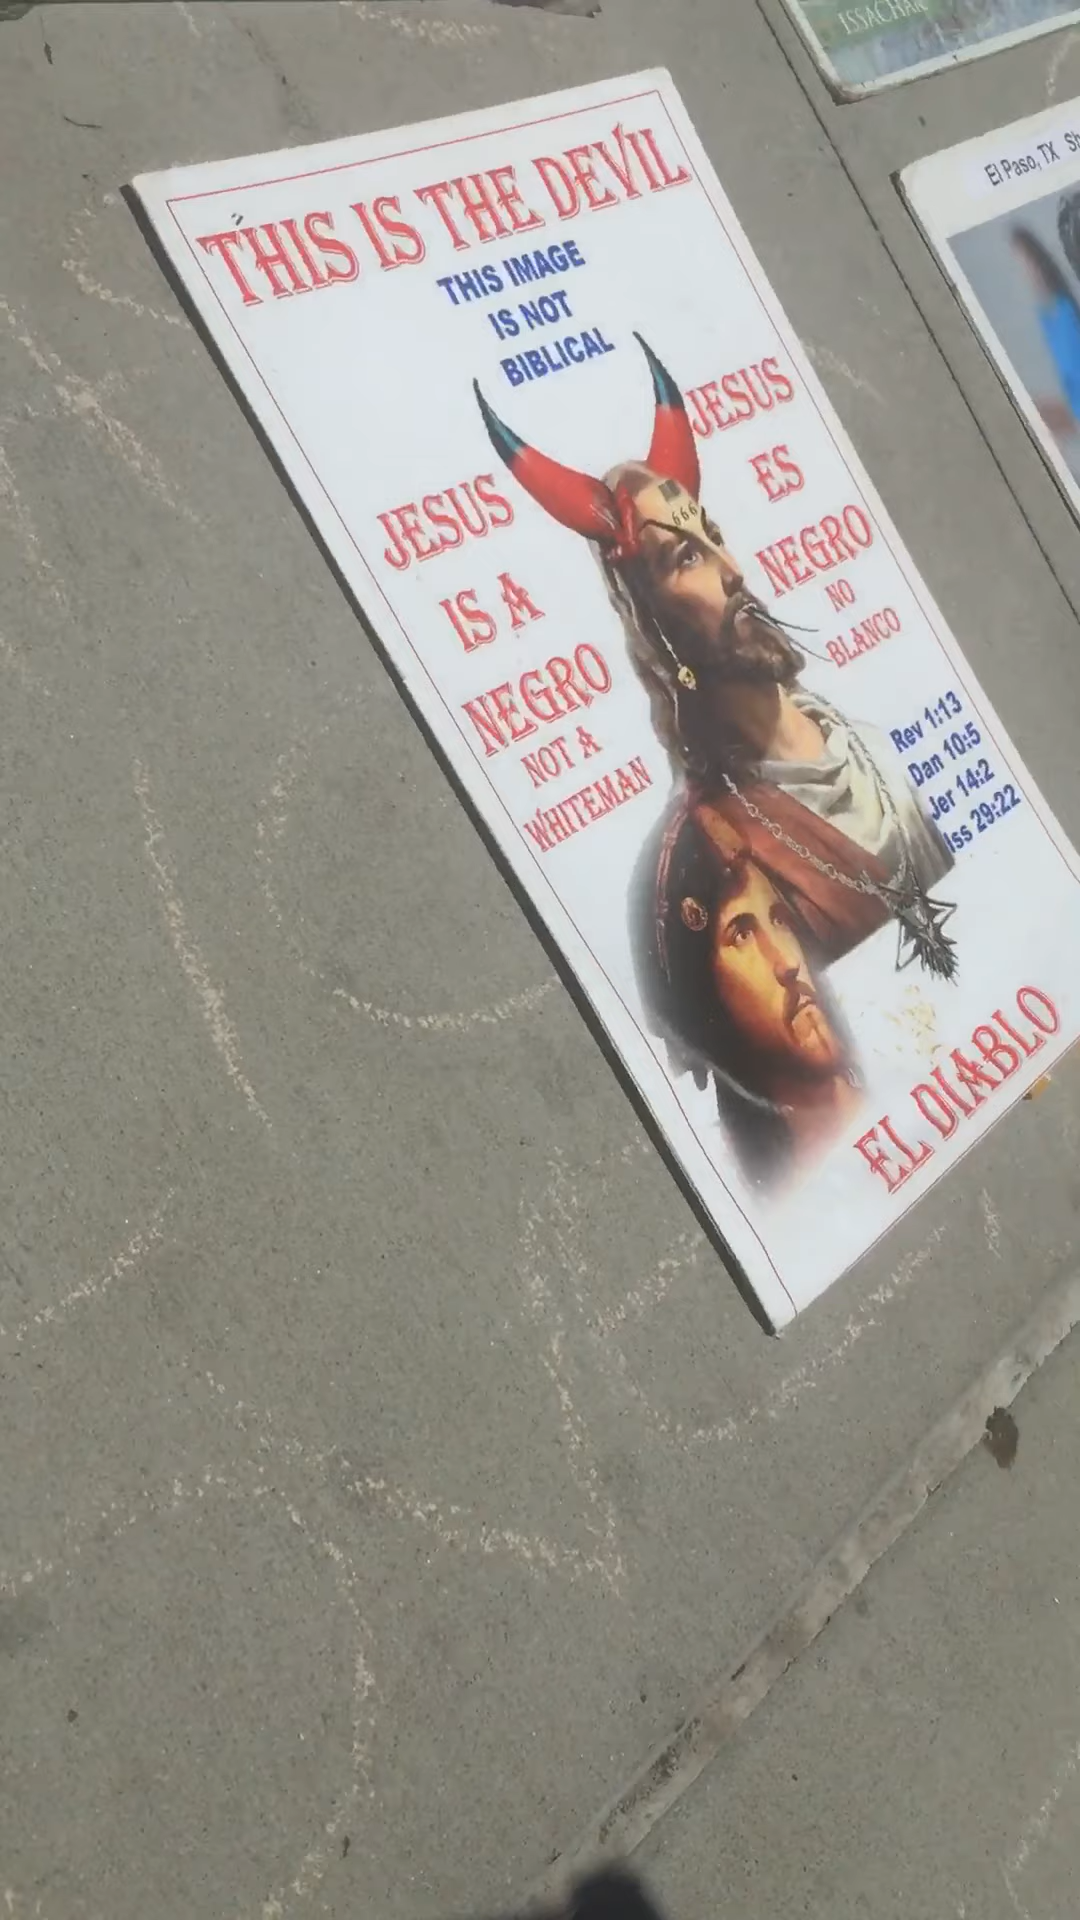 ISSACHAR
El Paso, TX Sh
THIS IS THE DEVIL
THIS IMAGE
IS NOT
BIBLICAL
JESUS
IS A
NEGRO
NOT A
WHITEMAN
JESUS
ES
NEGRO
NO
BLANCO
666
Rev 1:13
Dan 10:5
Jer 14:2
Iss 29:22
EL DIABLO